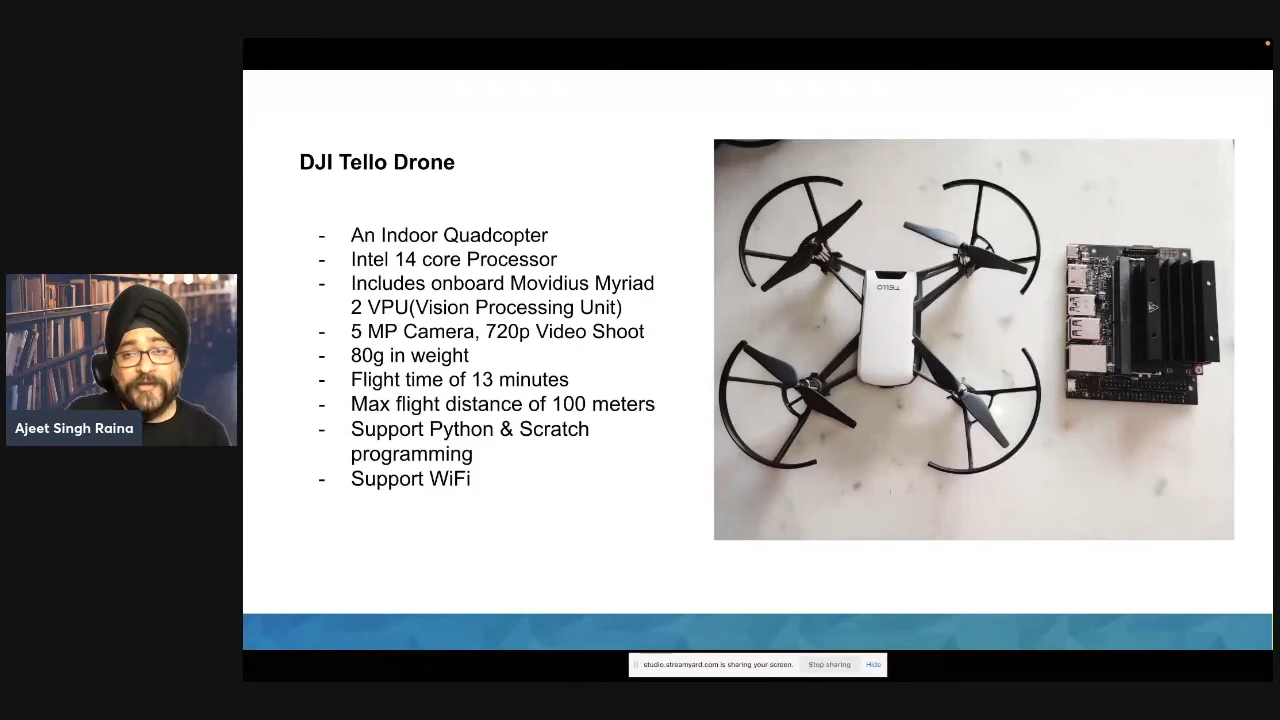 DJI Tello Drone
- An Indoor Quadcopter
- Intel 14 core Processor
- Includes onboard Movidius Myriad
2 VPU(Vision Processing Unit)
- 5 MP Camera, 720p Video Shoot
- 80g in weight
- Flight time of 13 minutes
- Max flight distance of 100 meters
- Support Python & Scratch
programming
- Support WiFi
TELLO
Ajeet Singh Raina
studio.streamyard.com is sharing your screen. Stop sharing Hide